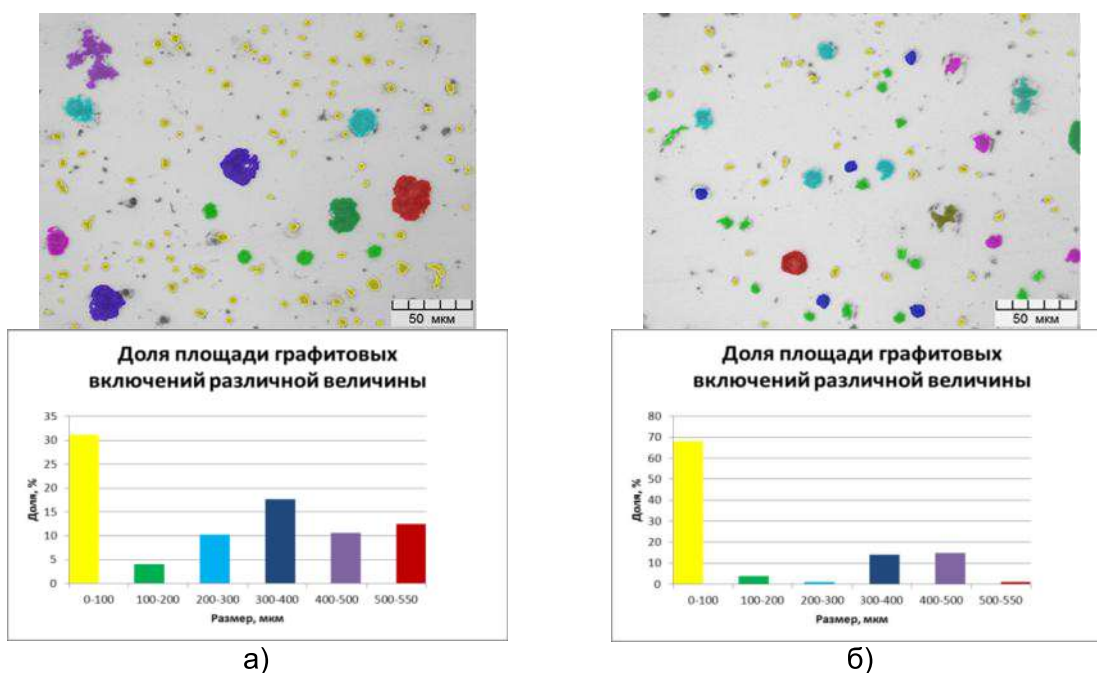 50 мкм
50 мкм
Доля площади графитовых
включений различной величины
35
30
25
20
15
10
5
0
Доля, %
0-100 100-200 200-300 300-400 400-500 500-550
Размер, мкм
Доля площади графитовых
включений различной величины
80
70
60
50
40
30
20
10
0
Доля, %
0-100 100-200 200-300 300-400 400-500 500-550
Размер, мкм
а)
б)